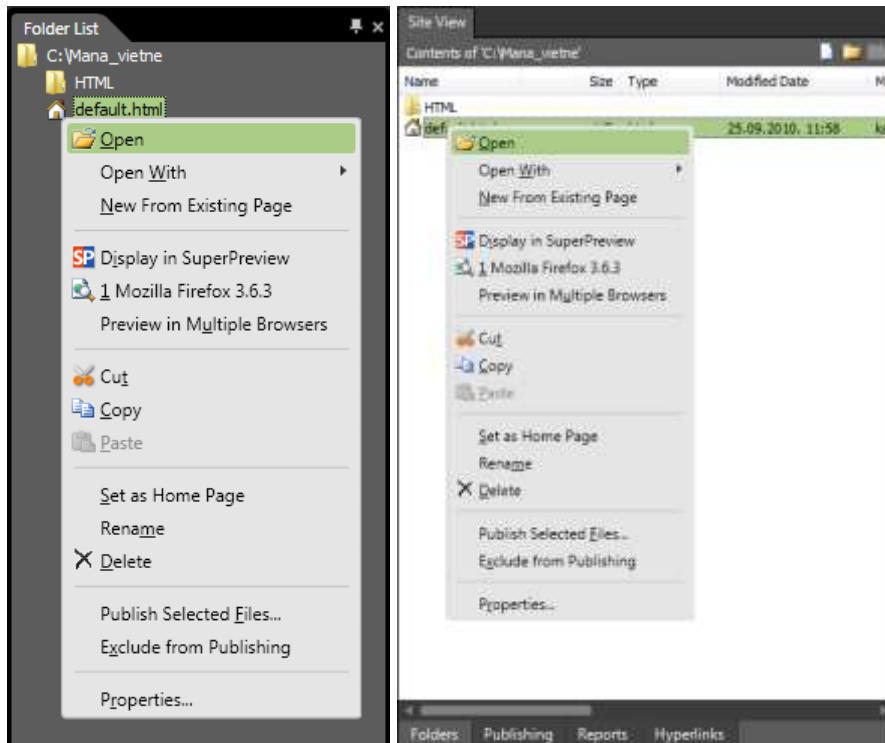 Folder List
C:\Mana_vietne
HTML
default.html
Open
Open With
New From Existing Page
Display in SuperPreview
1 Mozilla Firefox 3.6.3
Preview in Multiple Browsers
Cut
Copy
Paste
Set as Home Page
Rename
Delete
Publish Selected Files...
Exclude from Publishing
Properties...
Site View
Contents of 'C:\Mana_vietne'
Name Size Type Modified Date M
HTML
def 25.09.2010. 11:58
Open
Open With
New From Existing Page
Display in SuperPreview
1 Mozilla Firefox 3.6.3
Preview in Multiple Browsers
Cut
Copy
Paste
Set as Home Page
Rename
Delete
Publish Selected Files...
Exclude from Publishing
Properties...
Folders Publishing Reports Hyperlinks